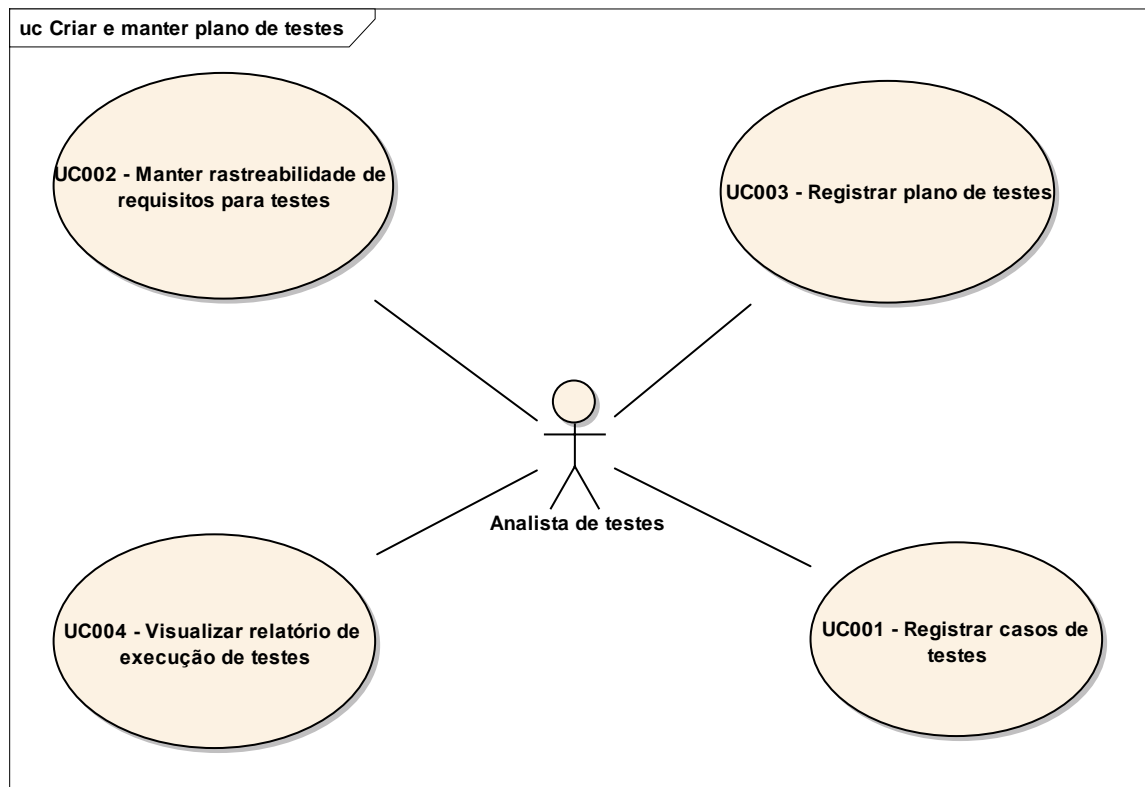 uc Criar e manter plano de testes
UC002 - Manter rastreabilidade de
requisitos para testes
UC003 - Registrar plano de testes
Analista de testes
UC004 - Visualizar relatório de
execução de testes
UC001 - Registrar casos de
testes